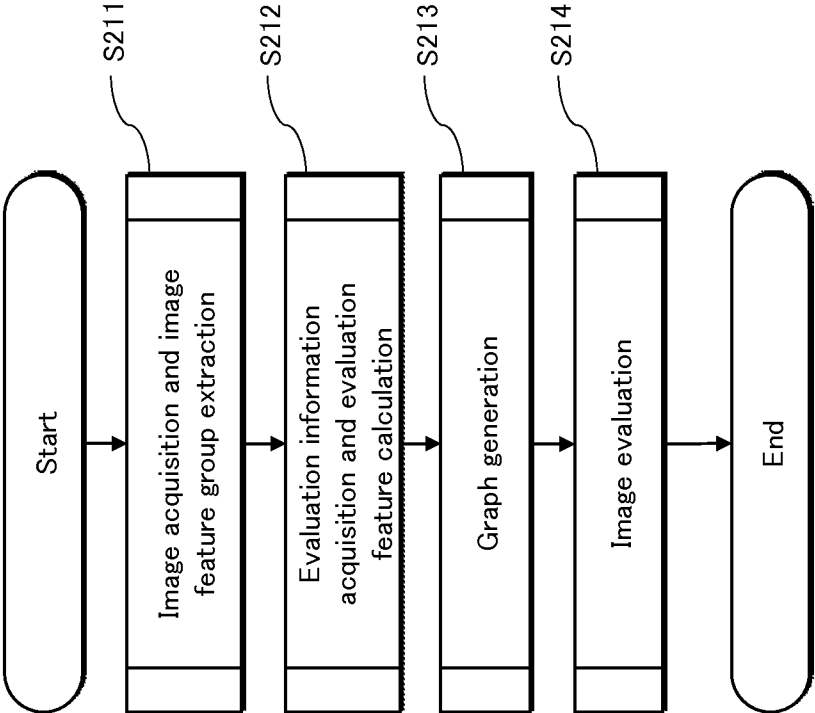 Start
S211
Image acquisition and image
feature group extraction
S212
Evaluation information
acquisition and evaluation
feature calculation
S213
Graph generation
S214
Image evaluation
End